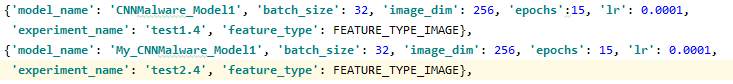 {'model_name': 'CNNMalware_Model1', 'batch_size': 32, 'image_dim': 256, 'epochs':15, 'lr': 0.0001,
'experiment_name': 'test1.4', 'feature_type': FEATURE_TYPE_IMAGE},
{'model_name': 'My_CNNMalware_Model1', 'batch_size': 32, 'image_dim': 256, 'epochs': 15, 'lr': 0.0001,
'experiment_name': 'test2.4', 'feature_type': FEATURE_TYPE_IMAGE},